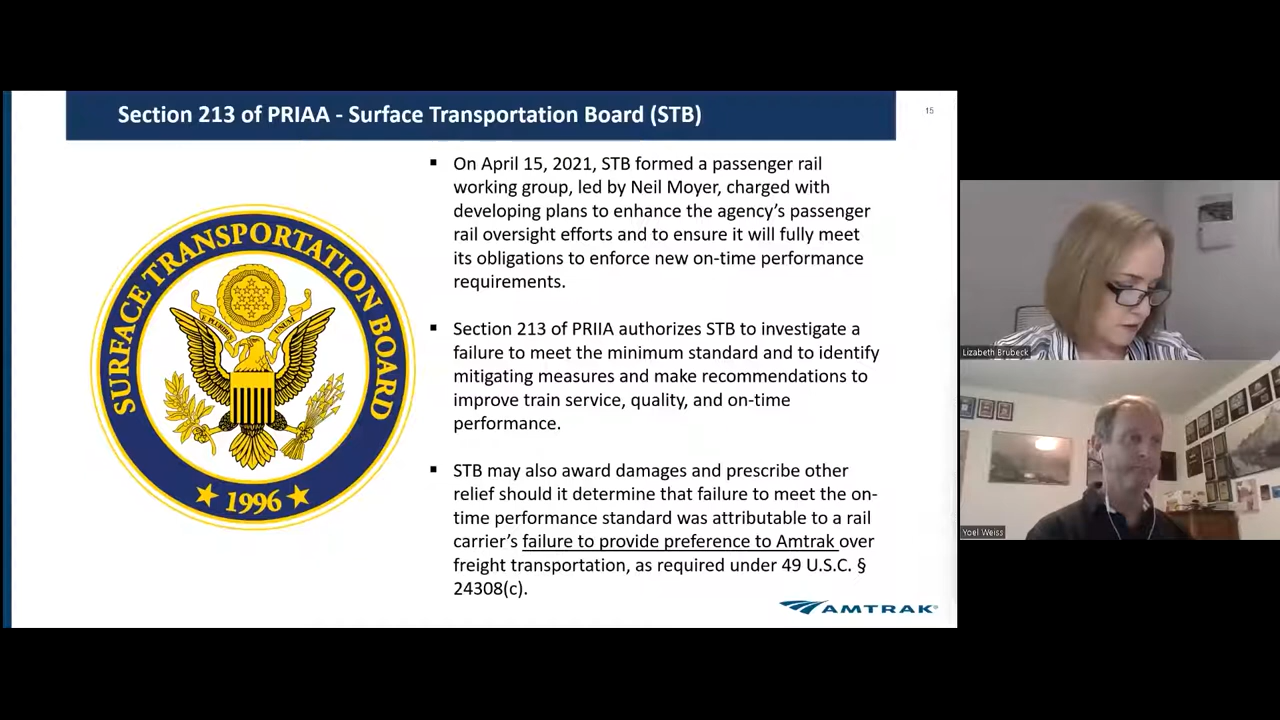 Section 213 of PRIAA - Surface Transportation Board (STB)
15
SURFACE TRANSPORTATION BOARD
PLURIBUS
UNUM
1996
▪ On April 15, 2021, STB formed a passenger rail
working group, led by Neil Moyer, charged with
developing plans to enhance the agency's passenger
rail oversight efforts and to ensure it will fully meet
its obligations to enforce new on-time performance
requirements.
▪ Section 213 of PRIIA authorizes STB to investigate a
failure to meet the minimum standard and to identify
mitigating measures and make recommendations to
improve train service, quality, and on-time
performance.
▪ STB may also award damages and prescribe other
relief should it determine that failure to meet the on-
time performance standard was attributable to a rail
carrier's failure to provide preference to Amtrak over
freight transportation, as required under 49 U.S.C. §
24308(c).
AMTRAK
Lizabeth Brubeck
Yoel Weiss